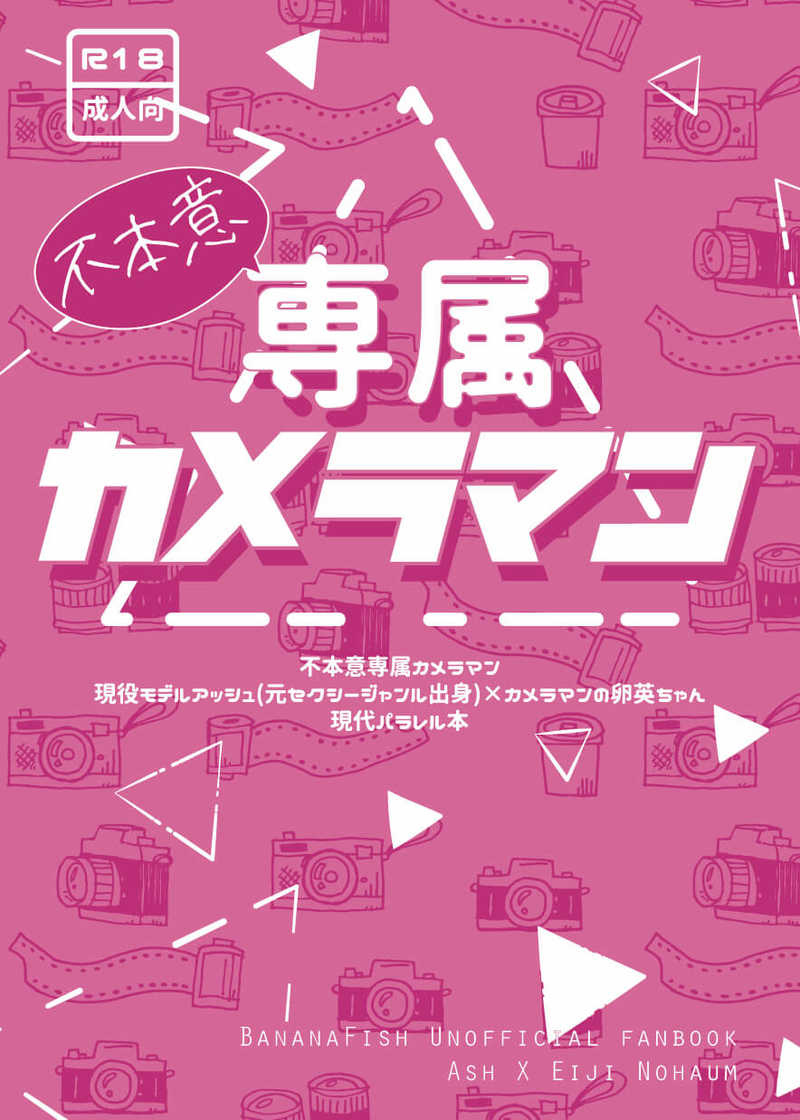 R18
成人向
不本意
専属
カメラマン
不本意専属カメラマン
現役モデルアッシュ(元セクシージャンル出身)×カメラマンの卵英ちゃん
現代パラレル本
BananaFish Unofficial fanbook
Ash X Eiji Nohaum